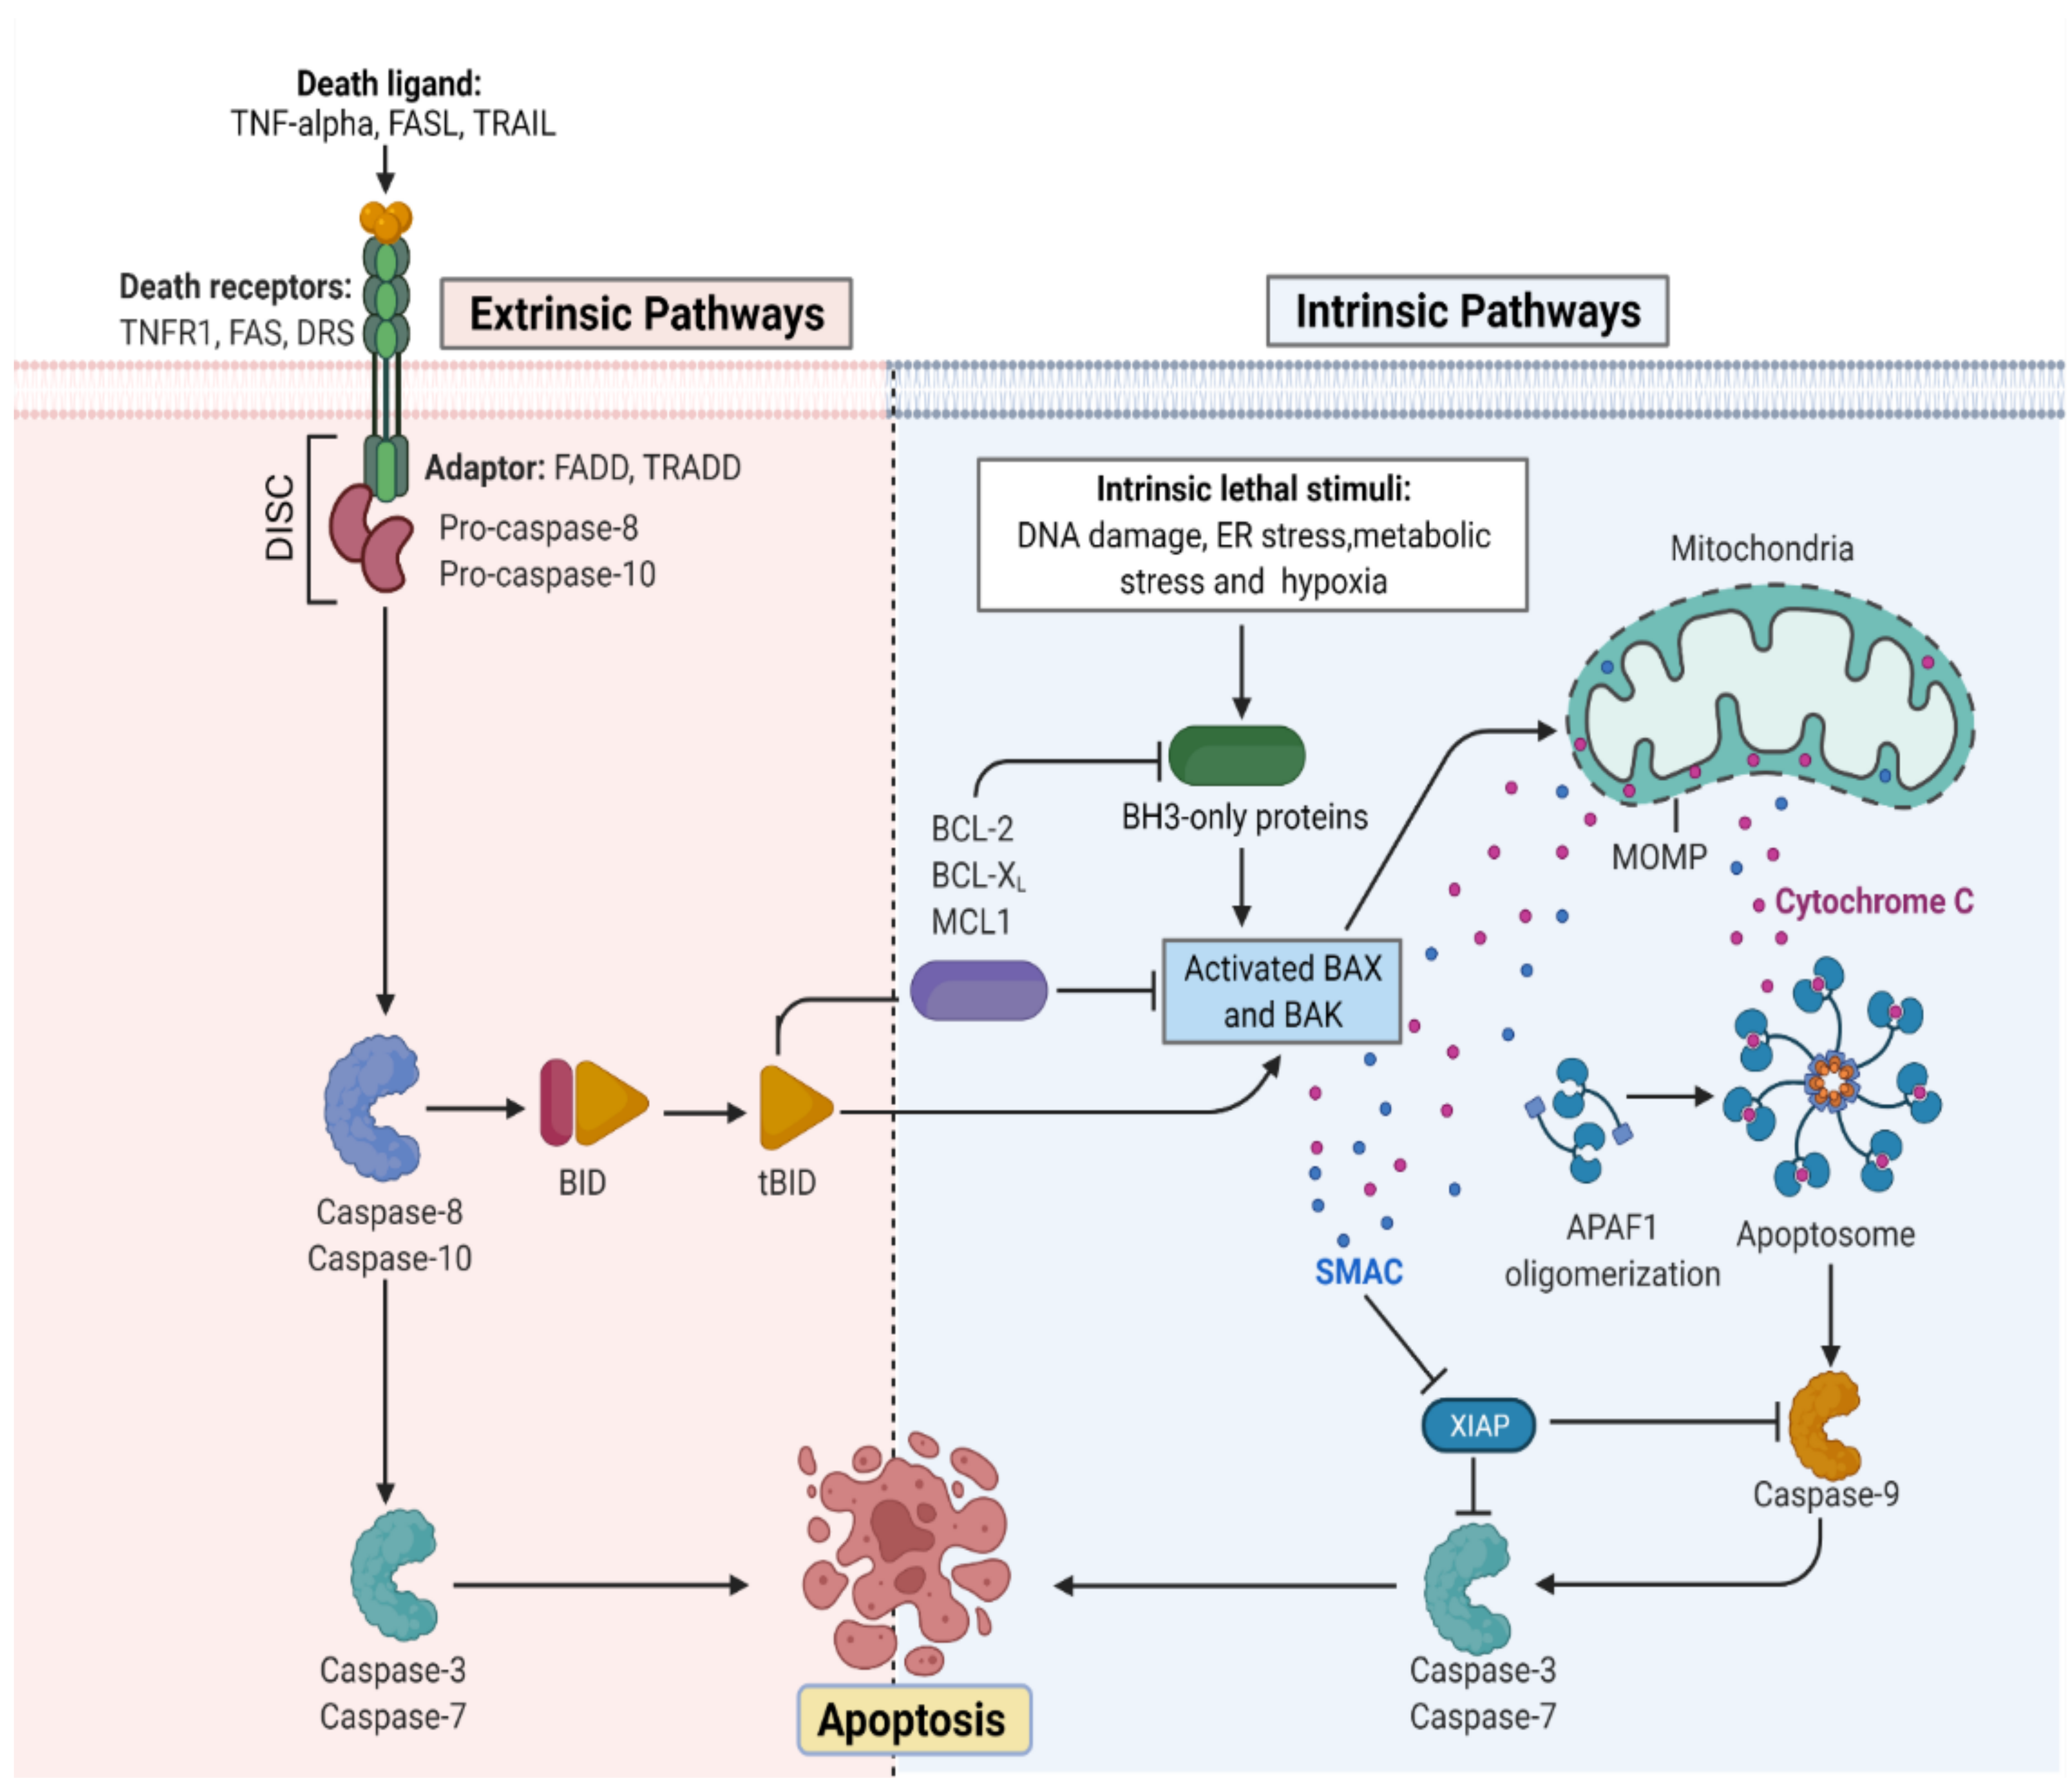 Death ligand:
TNF-alpha, FASL, TRAIL
Death receptors:
TNFR1, FAS, DRS
Extrinsic Pathways
Intrinsic Pathways
DISC
Adaptor: FADD, TRADD
Pro-caspase-8
Pro-caspase-10
Intrinsic lethal stimuli:
DNA damage, ER stress,metabolic
stress and hypoxia
Mitochondria
BH3-only proteins
BCL-2
BCL-XL
MCL1
MOMP
Cytochrome C
Activated BAX
and BAK
BID
tBID
Caspase-8
Caspase-10
SMAC
APAF1
oligomerization
Apoptosome
XIAP
Caspase-9
Caspase-3
Caspase-7
Apoptosis
Caspase-3
Caspase-7